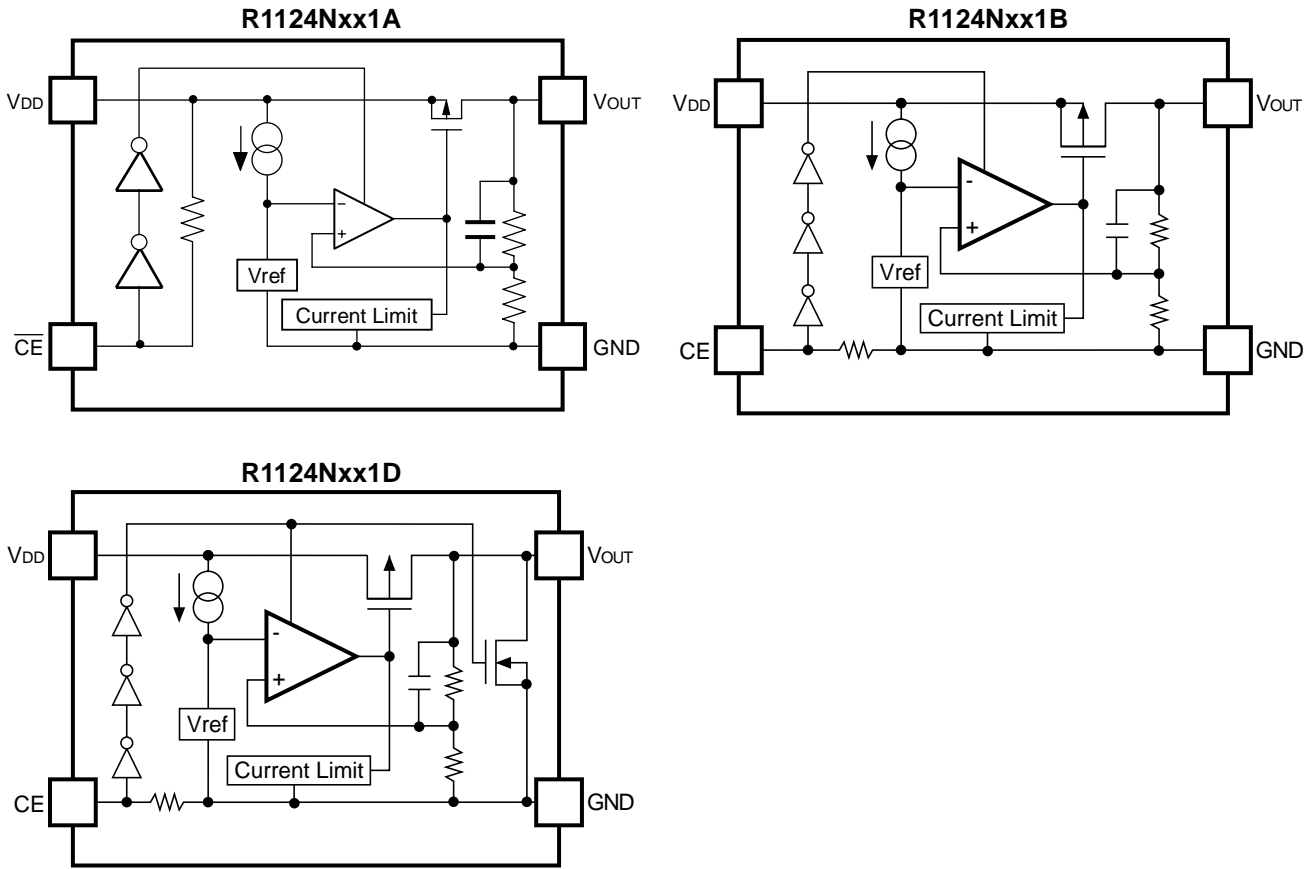 R1124Nxx1A
VDD
VOUT
−
+
Vref
Current Limit
C̅E̅
GND
R1124Nxx1B
VDD
VOUT
-
+
Vref
Current Limit
CE
GND
R1124Nxx1D
VDD
VOUT
-
+
Vref
Current Limit
CE
GND